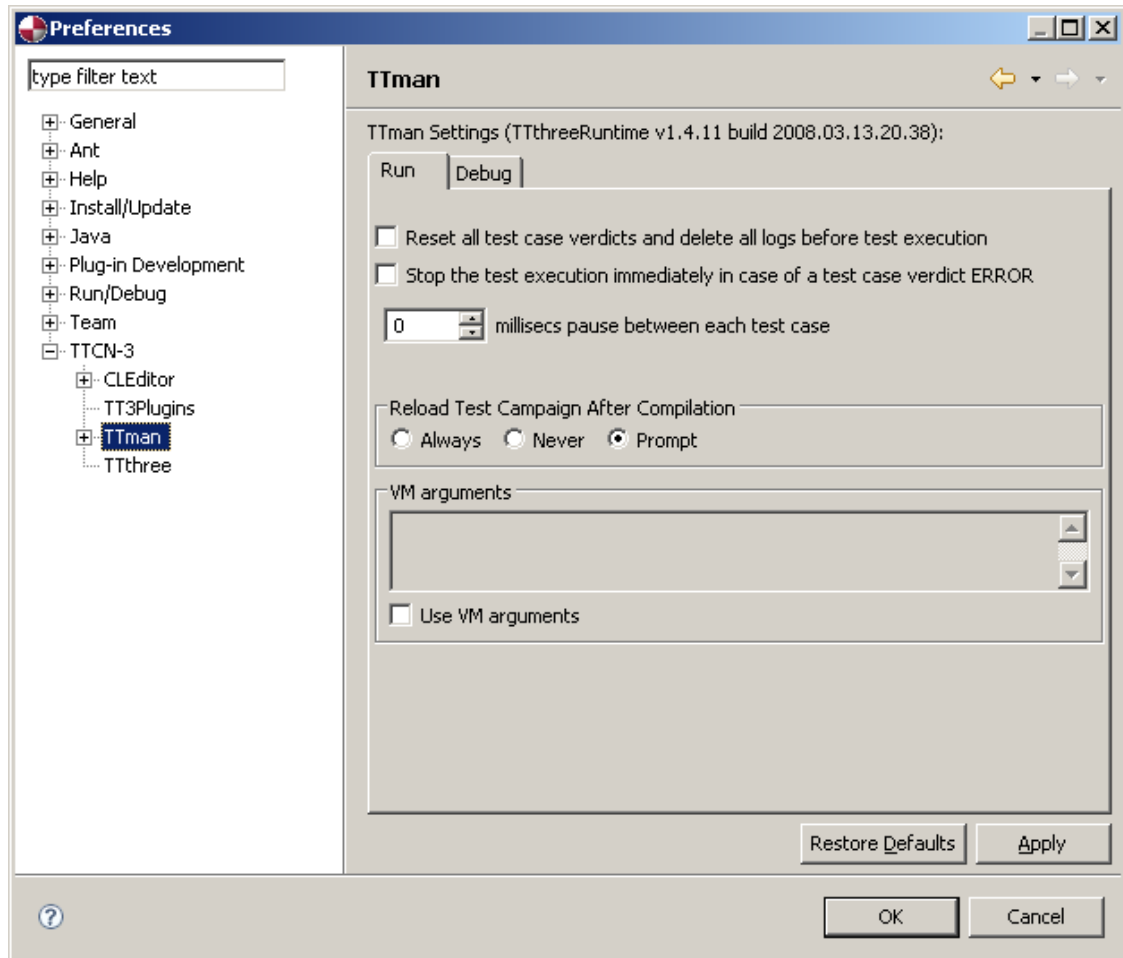 Preferences
type filter text
General
Ant
Help
Install/Update
Java
Plug-in Development
Run/Debug
Team
TTCN-3
CLEditor
TT3Plugins
TTman
TTthree
TTman
TTman Settings (TTthreeRuntime v1.4.11 build 2008.03.13.20.38):
Run Debug
Reset all test case verdicts and delete all logs before test execution
Stop the test execution immediately in case of a test case verdict ERROR
0 millisecs pause between each test case
Reload Test Campaign After Compilation
Always Never Prompt
VM arguments
Use VM arguments
Restore Defaults Apply
? OK Cancel